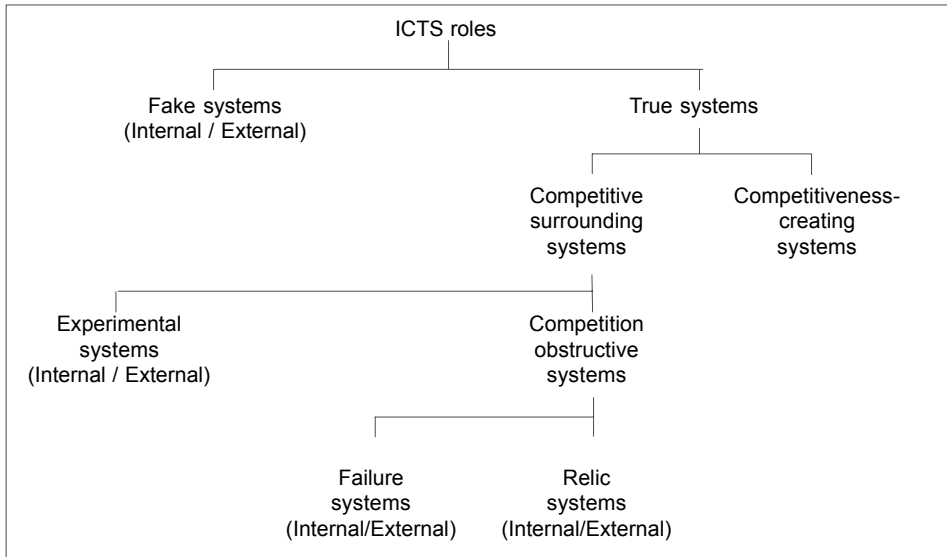 ICTS roles
Fake systems
(Internal / External)
True systems
Competitive
surrounding
systems
Competitiveness-
creating
systems
Experimental
systems
(Internal / External)
Competition
obstructive
systems
Failure
systems
(Internal/External)
Relic
systems
(Internal/External)